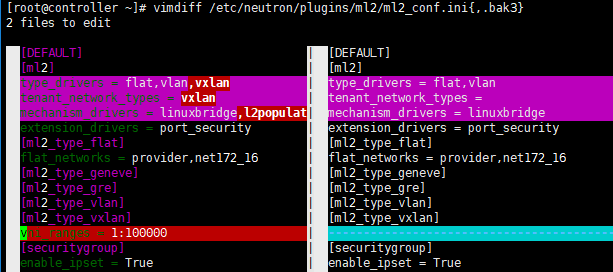 [root@controller ~]# vimdiff /etc/neutron/plugins/ml2/ml2_conf.ini{,.bak3}
2 files to edit
[DEFAULT] | [DEFAULT]
[ml2] | [ml2]
type_drivers = flat,vlan,vxlan | type_drivers = flat,vlan
tenant_network_types = vxlan | tenant_network_types =
mechanism_drivers = linuxbridge,l2populat | mechanism_drivers = linuxbridge
extension_drivers = port_security | extension_drivers = port_security
[ml2_type_flat] | [ml2_type_flat]
flat_networks = provider,net172_16 | flat_networks = provider,net172_16
[ml2_type_geneve] | [ml2_type_geneve]
[ml2_type_gre] | [ml2_type_gre]
[ml2_type_vlan] | [ml2_type_vlan]
[ml2_type_vxlan] | [ml2_type_vxlan]
vni_ranges = 1:100000 | ------------------------------------
[securitygroup] | [securitygroup]
enable_ipset = True | enable_ipset = True